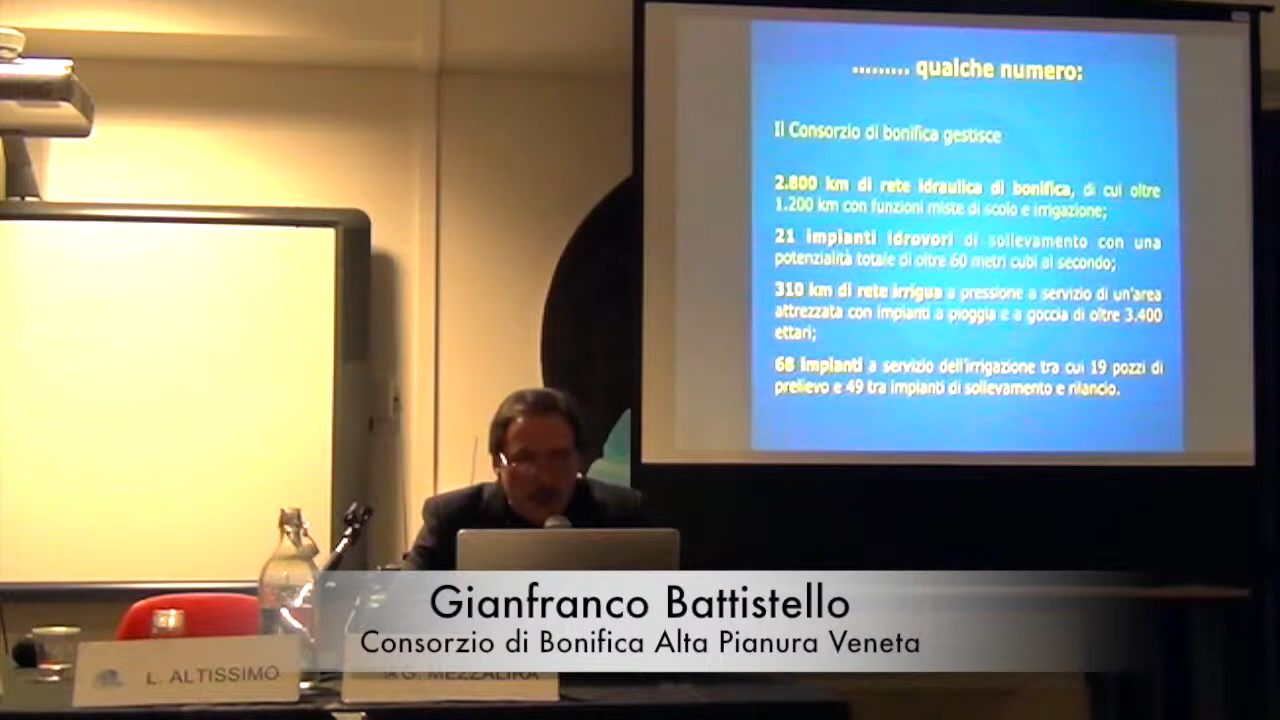 ......... qualche numero:
Il Consorzio di bonifica gestisce
2.800 km di rete idraulica di bonifica, di cui oltre
1.200 km con funzioni miste di scolo e irrigazione;
21 impianti idrovori di sollevamento con una
potenzialità totale di oltre 60 metri cubi al secondo;
310 km di rete irrigua a pressione a servizio di un'area
attrezzata con impianti a pioggia e a goccia di oltre 3.400
ettari;
68 impianti a servizio dell'irrigazione tra cui 19 pozzi di
prelievo e 49 tra impianti di sollevamento e rilancio.
Gianfranco Battistello
Consorzio di Bonifica Alta Pianura Veneta
L. ALTISSIMO
G. MEZZALIRA